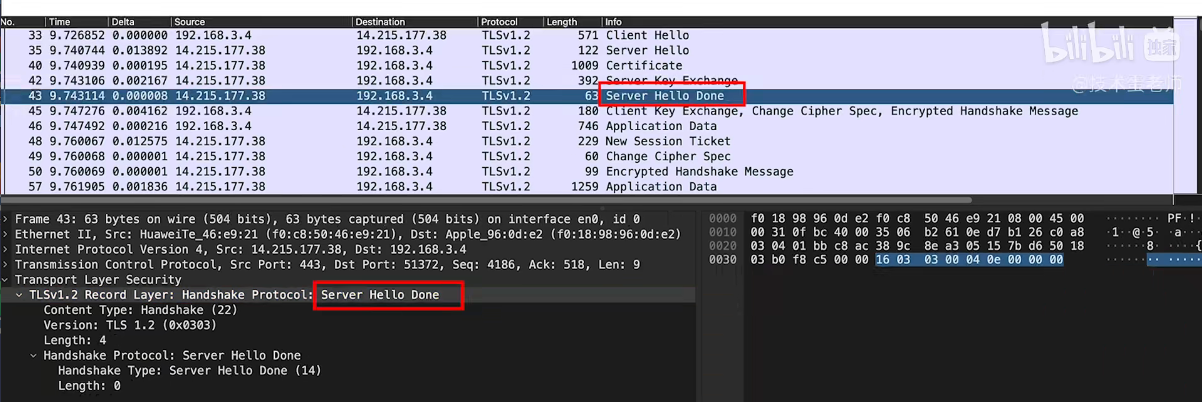 No. Time Delta Source Destination Protocol Length Info
33 9.726852 0.000000 192.168.3.4 14.215.177.38 TLSv1.2 571 Client Hello
35 9.740744 0.013892 14.215.177.38 192.168.3.4 TLSv1.2 122 Server Hello
40 9.740939 0.000195 14.215.177.38 192.168.3.4 TLSv1.2 1009 Certificate
42 9.743106 0.002167 14.215.177.38 192.168.3.4 TLSv1.2 392 Server Key Exchange
43 9.743114 0.000008 14.215.177.38 192.168.3.4 TLSv1.2 63 Server Hello Done
45 9.747276 0.004162 192.168.3.4 14.215.177.38 TLSv1.2 180 Client Key Exchange, Change Cipher Spec, Encrypted Handshake Message
46 9.747492 0.000216 192.168.3.4 14.215.177.38 TLSv1.2 746 Application Data
48 9.760067 0.012575 14.215.177.38 192.168.3.4 TLSv1.2 229 New Session Ticket
49 9.760068 0.000001 14.215.177.38 192.168.3.4 TLSv1.2 60 Change Cipher Spec
50 9.760069 0.000001 14.215.177.38 192.168.3.4 TLSv1.2 99 Encrypted Handshake Message
57 9.761905 0.001836 14.215.177.38 192.168.3.4 TLSv1.2 1259 Application Data
bilibili 独家
@技术蛋老师
Frame 43: 63 bytes on wire (504 bits), 63 bytes captured (504 bits) on interface en0, id 0
Ethernet II, Src: HuaweiTe_46:e9:21 (f0:c8:50:46:e9:21), Dst: Apple_96:0d:e2 (f0:18:98:96:0d:e2)
Internet Protocol Version 4, Src: 14.215.177.38, Dst: 192.168.3.4
Transmission Control Protocol, Src Port: 443, Dst Port: 51372, Seq: 4186, Ack: 518, Len: 9
Transport Layer Security
TLSv1.2 Record Layer: Handshake Protocol: Server Hello Done
Content Type: Handshake (22)
Version: TLS 1.2 (0x0303)
Length: 4
Handshake Protocol: Server Hello Done
Handshake Type: Server Hello Done (14)
Length: 0
0000 f0 18 98 96 0d e2 f0 c8 50 46 e9 21 08 00 45 00 ········ PF·!·
0010 00 31 0f bc 40 00 35 06 b2 61 0e d7 b1 26 c0 a8 ·1··@·5· ·a·
0020 03 04 01 bb c8 ac 38 9c 8e a3 05 15 7b d6 50 18 ······8· ····{
0030 03 b0 f8 c5 00 00 16 03 03 00 04 0e 00 00 00